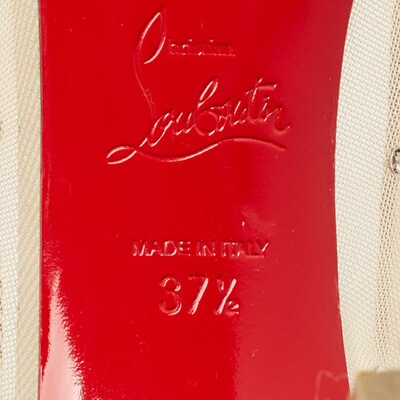 Christian
Louboutin
MADE IN ITALY
37½